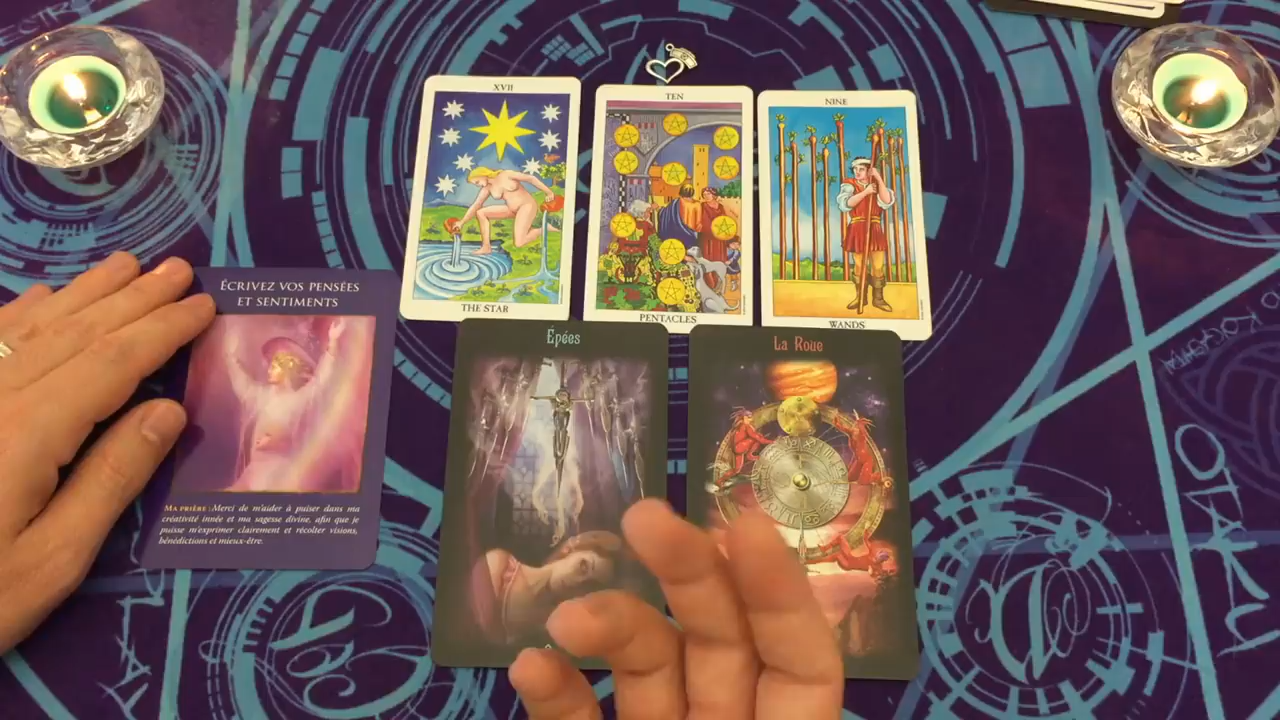 XVII
TEN
NINE
THE STAR
PENTACLES
WANDS
ÉCRIVEZ VOS PENSÉES
ET SENTIMENTS
MA PRIÈRE : Merci de m'aider à puiser dans ma
créativité innée et ma sagesse divine, afin que je
puisse m'exprimer clairement et récolter visions,
bénédictions et mieux-être.
Épées
La Roue